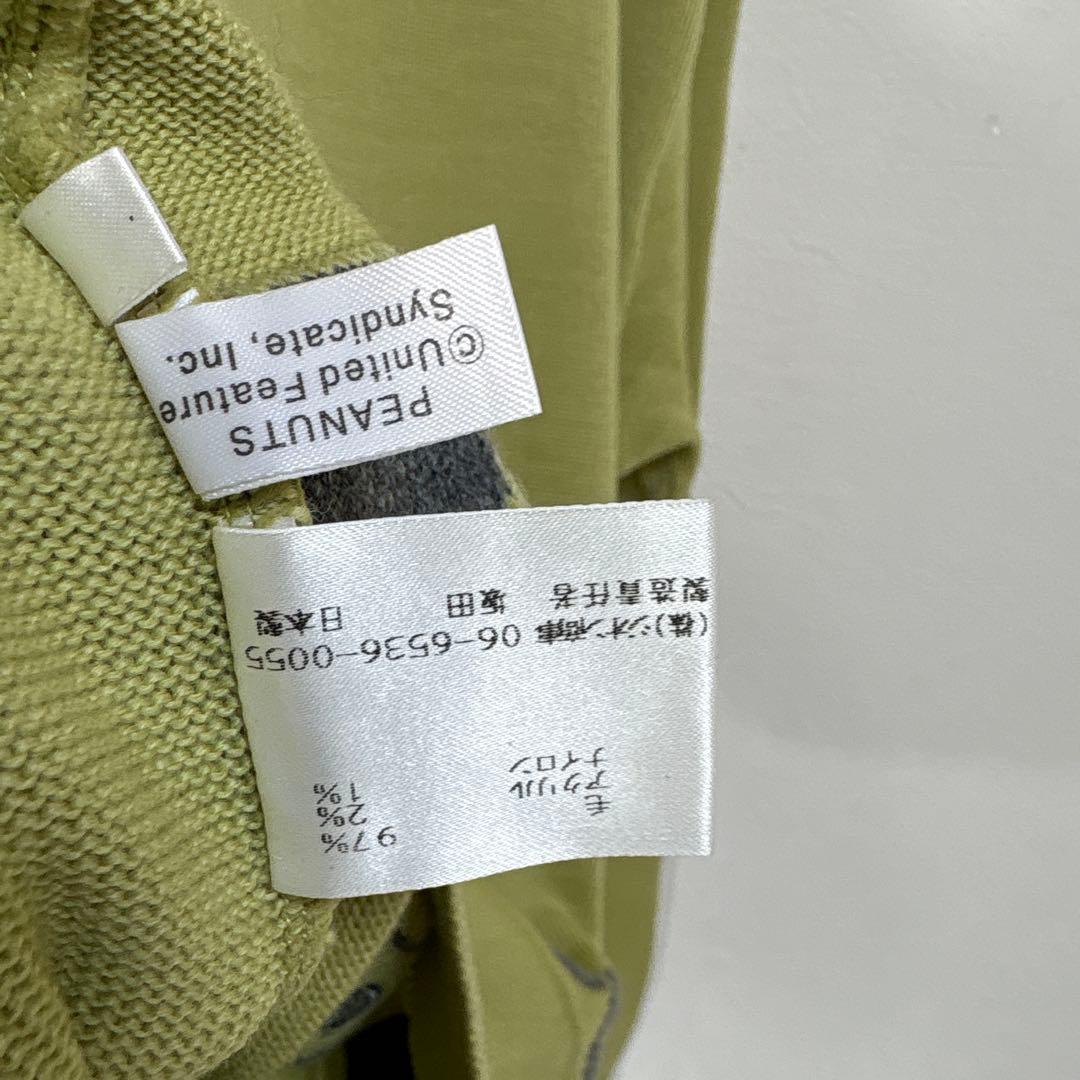 PEANUTS
©United Feature
Syndicate, Inc.
毛 97%
アクリル 2%
ナイロン 1%
(株)ジオン商事 06-6536-0055
製造責任者 坂田 日本製